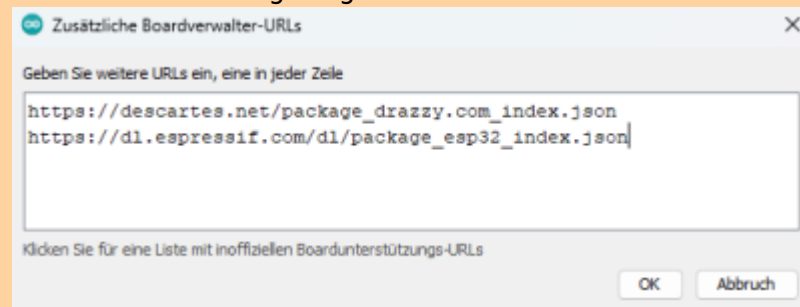 Zusätzliche Boardverwalter-URLs
Geben Sie weitere URLs ein, eine in jeder Zeile
https://descartes.net/package_drazzy.com_index.json
https://dl.espressif.com/dl/package_esp32_index.json
Klicken Sie für eine Liste mit inoffiziellen Boardunterstützungs-URLs
OK Abbruch